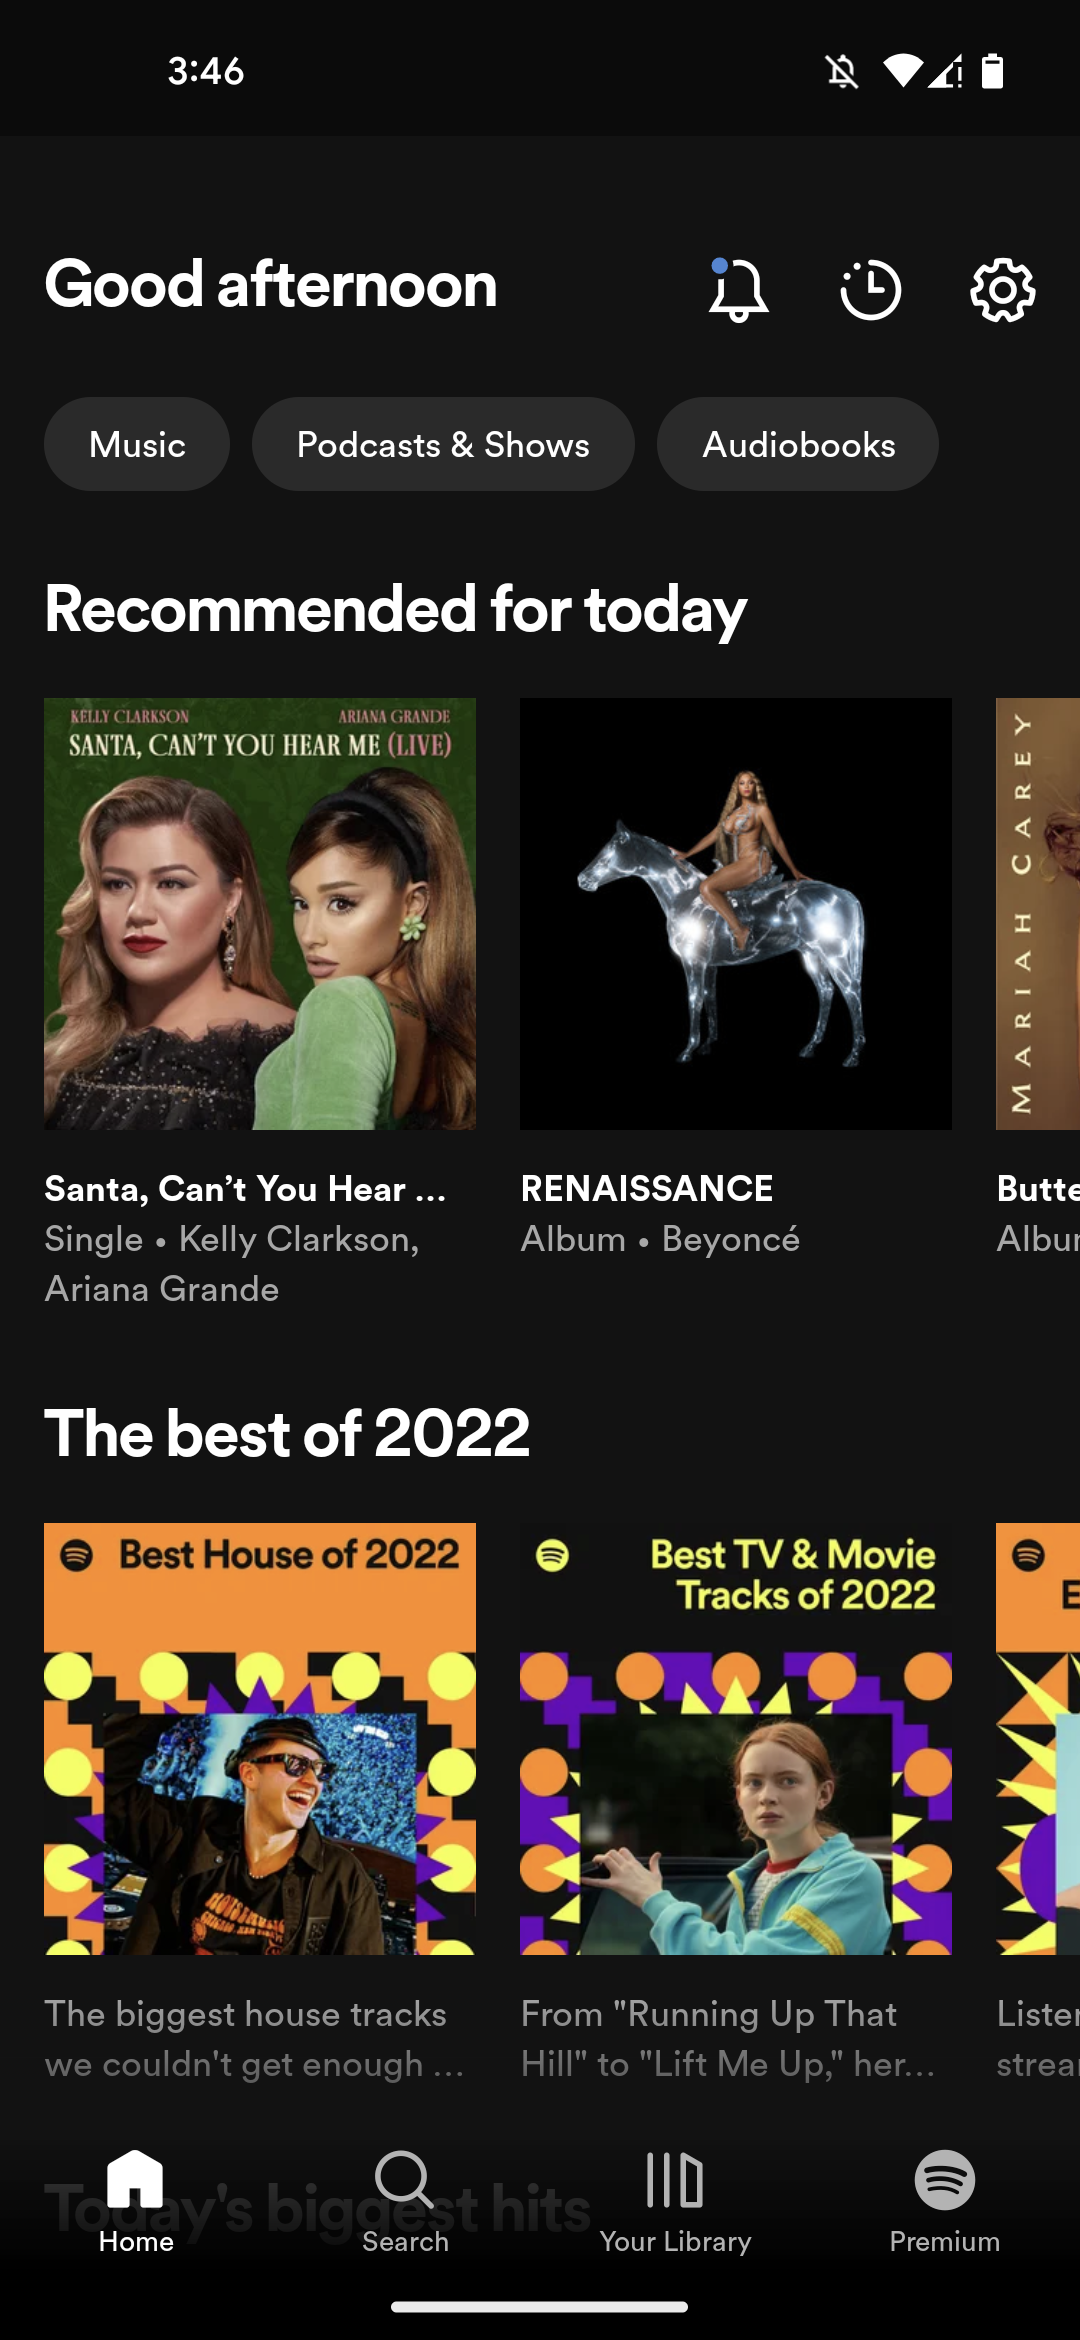 3:46
Good afternoon
Music
Podcasts & Shows
Audiobooks
Recommended for today
KELLY CLARKSON
ARIANA GRANDE
SANTA, CAN'T YOU HEAR ME (LIVE)
MARIAH CAREY
Santa, Can't You Hear ...
Single • Kelly Clarkson,
Ariana Grande
RENAISSANCE
Album • Beyoncé
Butte
Albu
The best of 2022
Best House of 2022
Best TV & Movie
Tracks of 2022
E
The biggest house tracks
we couldn't get enough ...
From "Running Up That
Hill" to "Lift Me Up," her...
Liste
strea
Today's biggest hits
Home
Search
Your Library
Premium